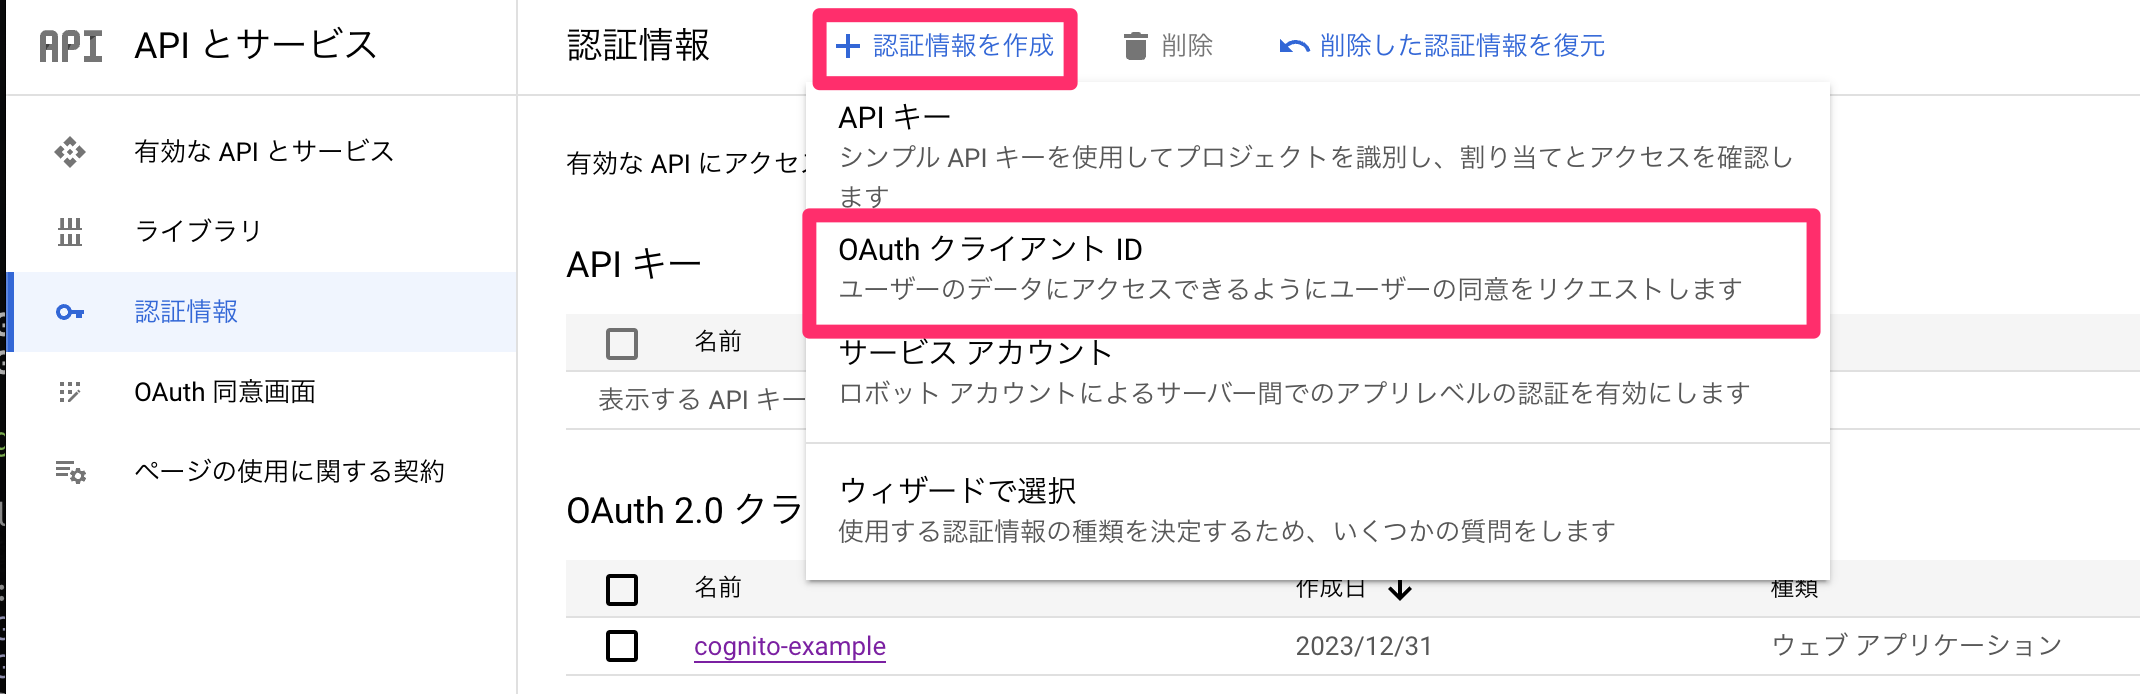 API API とサービス
有効な API とサービス
ライブラリ
認証情報
OAuth 同意画面
ページの使用に関する契約
認証情報
認証情報を作成
削除
削除した認証情報を復元
API キー
シンプル API キーを使用してプロジェクトを識別し、割り当てとアクセスを確認し
ます
OAuth クライアント ID
ユーザーのデータにアクセスできるようにユーザーの同意をリクエストします
サービス アカウント
ロボット アカウントによるサーバー間でのアプリレベルの認証を有効にします
ウィザードで選択
使用する認証情報の種類を決定するため、いくつかの質問をします
有効な API にアクセス
API キー
名前
表示する API キー
OAuth 2.0 クラ
名前 作成日 種類
cognito-example 2023/12/31 ウェブ アプリケーション